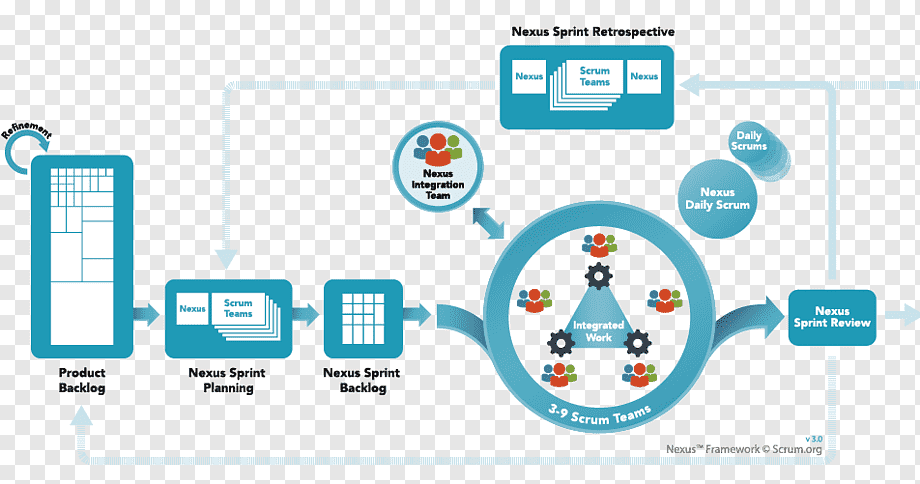 Nexus Sprint Retrospective
Nexus
Scrum
Teams
Nexus
Refinement
Nexus
Integration
Team
Daily
Scrums
Nexus
Daily Scrum
Nexus
Scrum
Teams
Integrated
Work
Nexus
Sprint Review
Product
Backlog
Nexus Sprint
Planning
Nexus Sprint
Backlog
3-9 Scrum Teams
v 3.0
Nexus™ Framework © Scrum.org